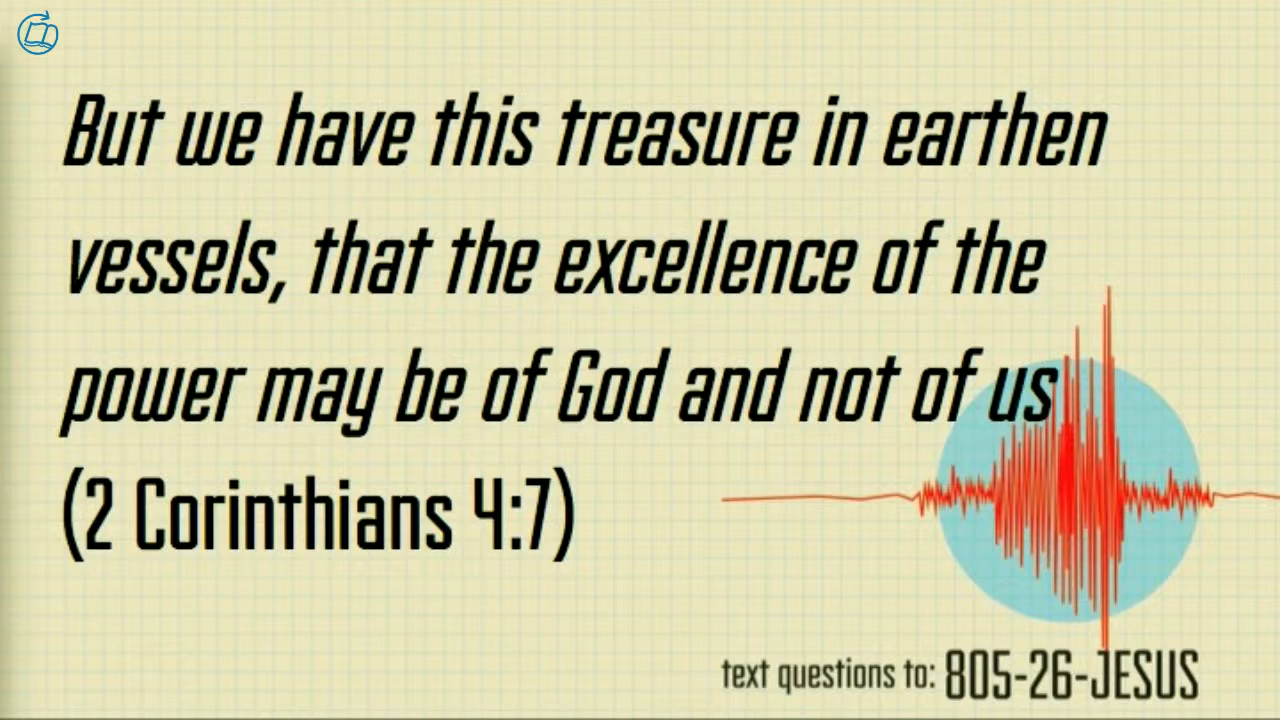 But we have this treasure in earthen
vessels, that the excellence of the
power may be of God and not of us
(2 Corinthians 4:7)
text questions to: 805-26-JESUS